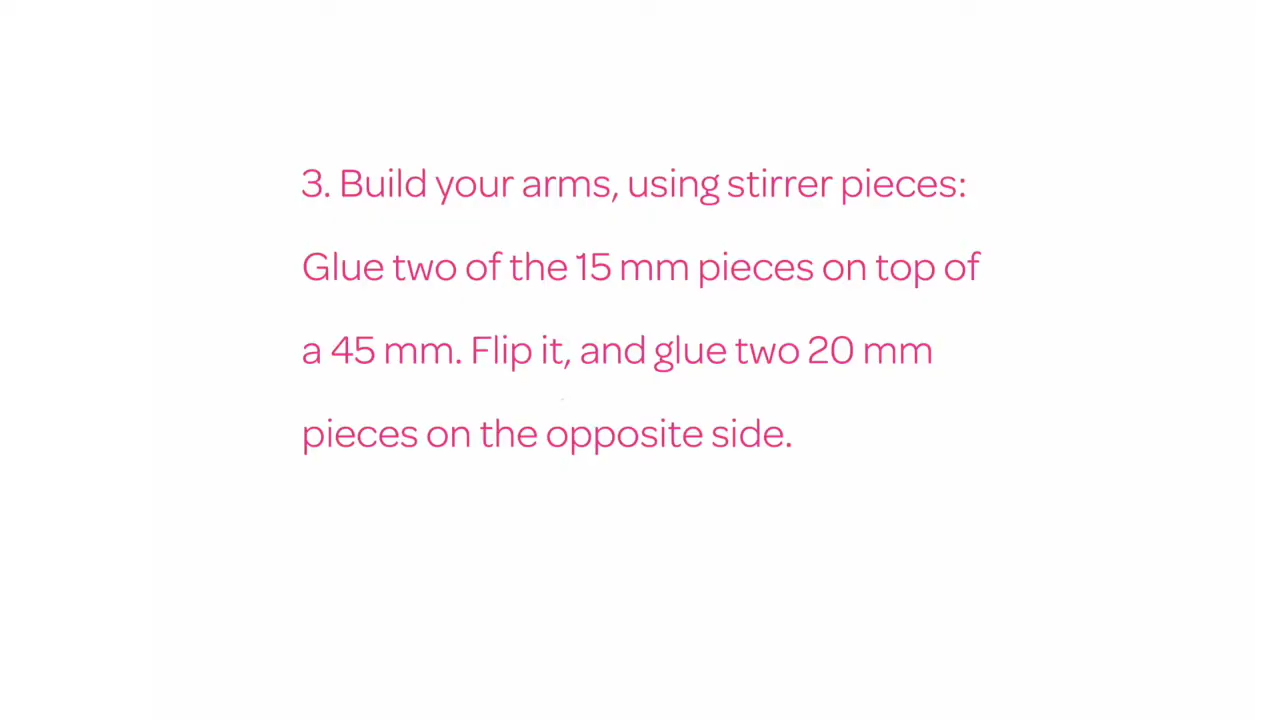 3. Build your arms, using stirrer pieces:
Glue two of the 15 mm pieces on top of
a 45 mm. Flip it, and glue two 20 mm
pieces on the opposite side.